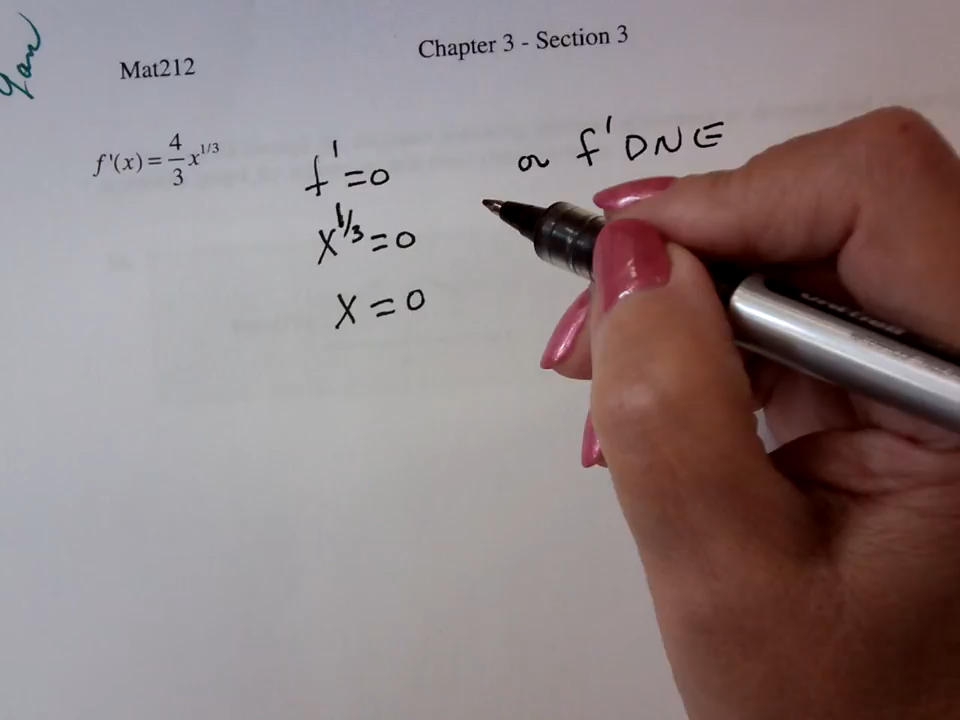 Chapter 3 - Section 3
Mat212
f'(x) = 4/3 x^{1/3}
f' = 0 or f' DNE
x^{1/3} = 0
x = 0